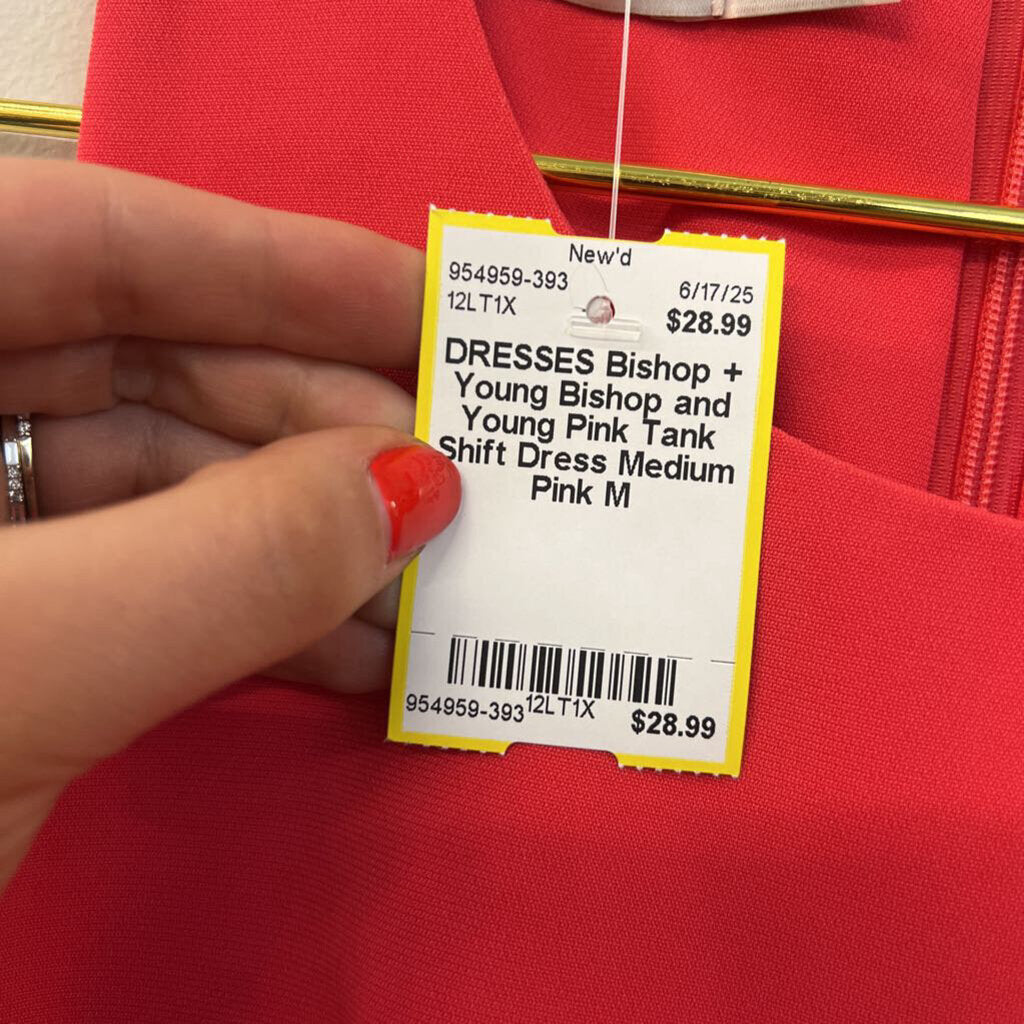 New'd
954959-393
12LT1X
6/17/25
$28.99
DRESSES Bishop +
Young Bishop and
Young Pink Tank
Shift Dress Medium
Pink M
954959-393
12LT1X
$28.99